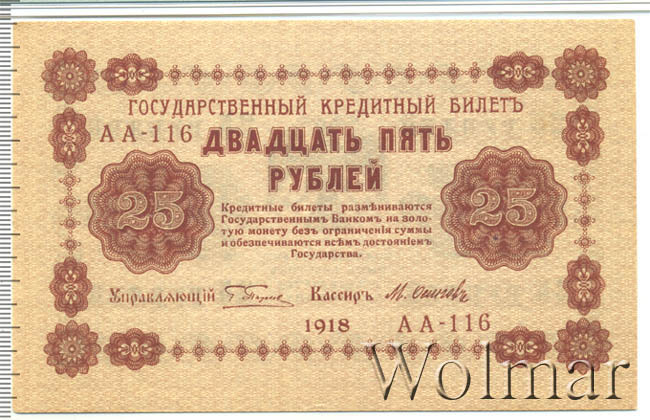 ГОСУДАРСТВЕННЫЙ КРЕДИТНЫЙ БИЛЕТЪ
АА-116
ДВАДЦАТЬ ПЯТЬ
РУБЛЕЙ
25
25
Кредитные билеты размѣниваются
Государственнымъ Банкомъ на золо-
тую монету безъ ограниченія суммы
и обезпечиваются всѣмъ достояніемъ
Государства.
Управляющій
Кассиръ
1918
АА-116
Wolmar